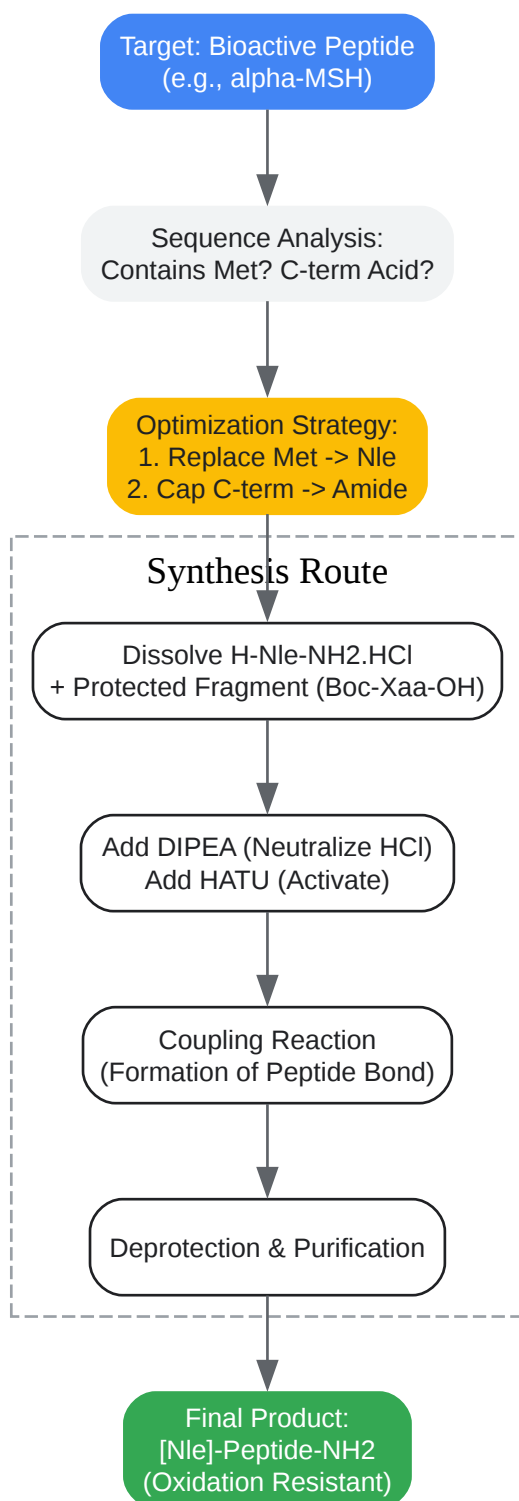 Target: Bioactive Peptide
(e.g., alpha-MSH)
Sequence Analysis:
Contains Met? C-term Acid?
Optimization Strategy:
1. Replace Met -> Nle
2. Cap C-term -> Amide
Synthesis Route
Dissolve H-Nle-NH2.HCl
+ Protected Fragment (Boc-Xaa-OH)
Add DIPEA (Neutralize HCl)
Add HATU (Activate)
Coupling Reaction
(Formation of Peptide Bond)
Deprotection & Purification
Final Product:
[Nle]-Peptide-NH2
(Oxidation Resistant)